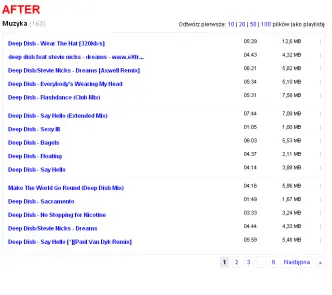 AFTER
Muzyka (163) Odtwórz pierwsze: 10 | 20 | 50 | 100 plików jako playlistę
Deep Dish - Wear The Hat [320kb/s] 05:29 12,6 MB
deep dish feat stevie nicks - dreams - www.eXtr... 04:43 4,32 MB
Deep Dish/Stevie Nicks - Dreams [Axwell Remix] 06:21 5,82 MB
Deep Dish - Everybody's Wearing My Head 05:34 5,10 MB
Deep Dish - Flashdance (Club Mix) 05:31 7,58 MB
Deep Dish - Say Hello (Extended Mix) 07:44 7,08 MB
Deep Dish - Sexy Ill 01:05 1,00 MB
Deep Dish - Bagels 06:03 5,53 MB
Deep Dish - Floating 04:37 2,11 MB
Deep Dish - Say Hello 04:14 3,88 MB
Make The World Go Round (Deep Dish Mix) 04:16 5,86 MB
Deep Dish - Sacramento 01:49 1,67 MB
Deep Dish - No Stopping for Nicotine 03:33 3,24 MB
Deep Dish/Stevie Nicks - Dreams 04:44 4,33 MB
Deep Dish - Say Hello [*][Paul Van Dyk Remix] 05:59 5,48 MB
1 2 3 ... 6 Następna »